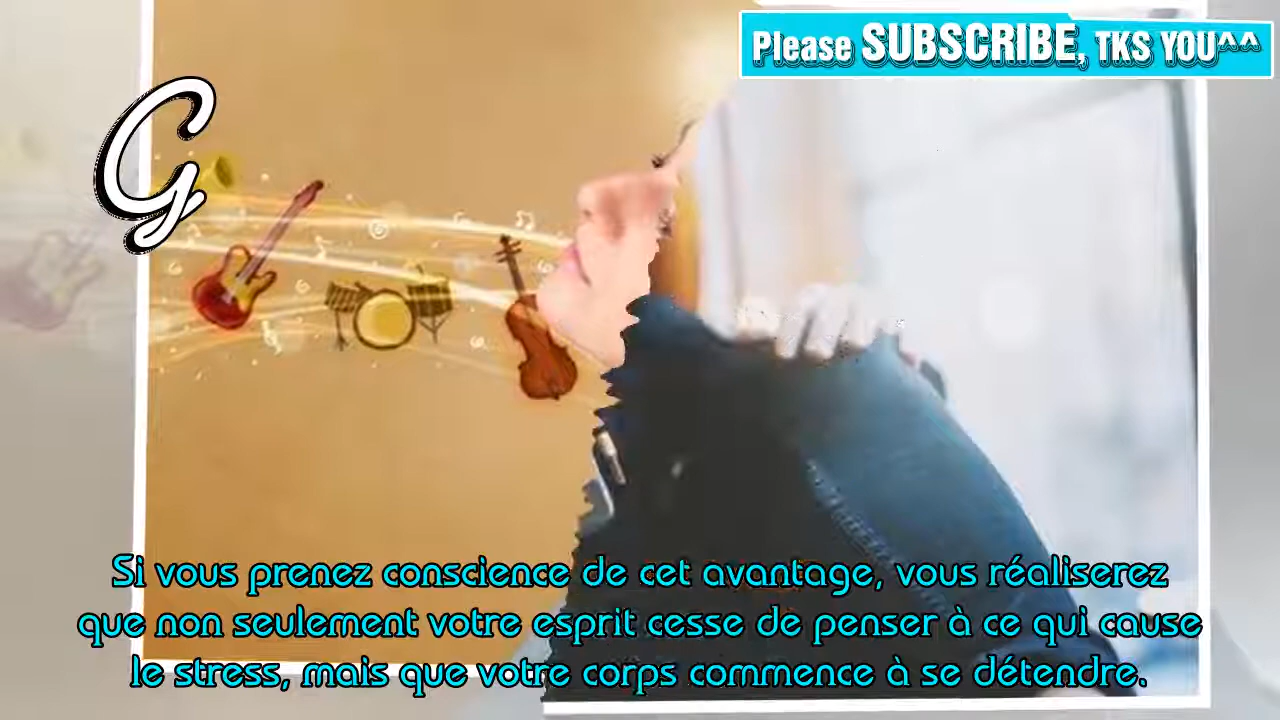 Please SUBSCRIBE, TKS YOU^^
G
Si vous prenez conscience de cet avantage, vous réaliserez
que non seulement votre esprit cesse de penser à ce qui cause
le stress, mais que votre corps commence à se détendre.